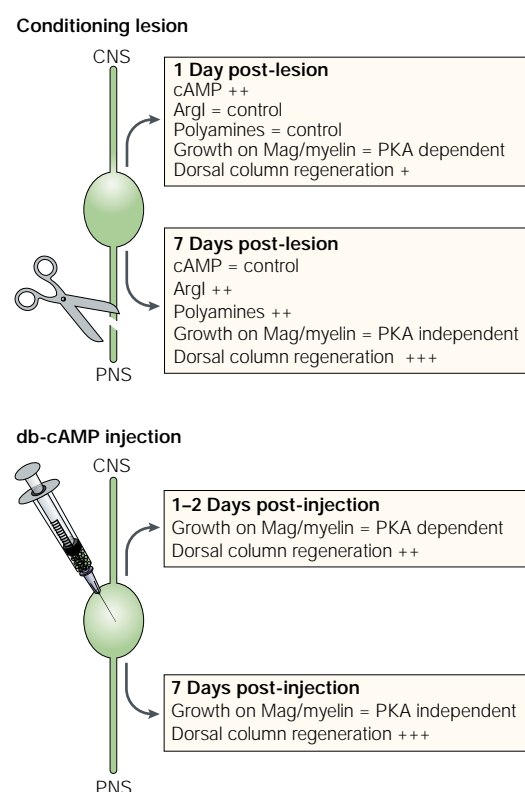 Conditioning lesion
CNS
1 Day post-lesion
cAMP ++
ArgI = control
Polyamines = control
Growth on Mag/myelin = PKA dependent
Dorsal column regeneration +
7 Days post-lesion
cAMP = control
ArgI ++
Polyamines ++
Growth on Mag/myelin = PKA independent
Dorsal column regeneration +++
PNS
db-cAMP injection
CNS
1–2 Days post-injection
Growth on Mag/myelin = PKA dependent
Dorsal column regeneration ++
7 Days post-injection
Growth on Mag/myelin = PKA independent
Dorsal column regeneration +++
PNS